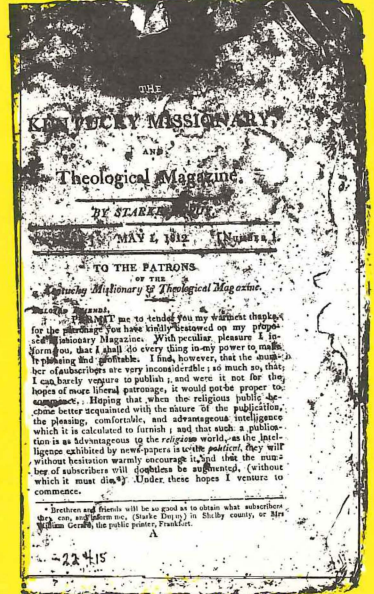 THE
KENTUCKY MISSIONARY,
AND
Theological Magazine.
BY STARKE
MAY 1, 1812. [Number 1.
TO THE PATRONS
OF THE
Kentucky Missionary & Theological Magazine.
BELOVED FRIENDS,
PERMIT me to tender you my warmest thanks,
for the patronage you have kindly bestowed on my propo-
sed Missionary Magazine. With peculiar pleasure I in-
form you, that I shall do every thing in my power to make
it pleasing and profitable. I find, however, that the num-
ber of subscribers are very inconsiderable; so much so, that,
I can barely venture to publish; and were it not for the
hopes of more liberal patronage, it would not be proper to
commence. Hoping that when the religious public be-
come better acquainted with the nature of the publication,
the pleasing, comfortable, and advantageous intelligence
which it is calculated to furnish; and that such a publica-
tion is as advantageous to the religious world, as the intel-
ligence exhibited by news-papers is to the political, they will
without hesitation warmly encourage it, and that the num-
ber of subscribers will doubtless be augmented, (without
which it must die.*) Under these hopes I venture to
commence.
* Brethren and friends will be so good as to obtain what subscribers
they can, and inform me, (Starke Dupuy) in Shelby county, or Mrs
William Gerard, the public printer, Frankfort.
A
-22415